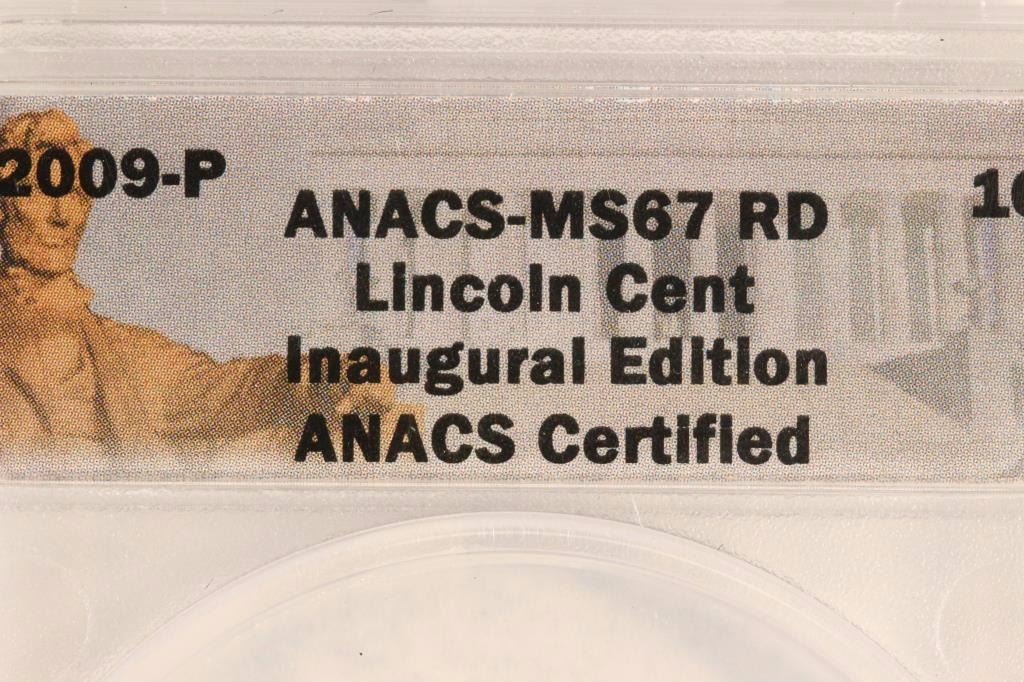 2009-P
ANACS-MS67 RD
Lincoln Cent
Inaugural Edition
ANACS Certified